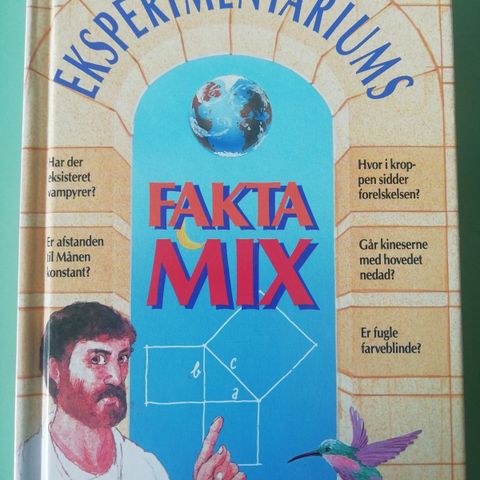 EKSPERIMENTARIUMS
Har der
eksisteret
vampyrer?
Er afstanden
til Månen
konstant?
FAKTA
MIX
Hvor i krop-
pen sidder
forelskelsen?
Går kineserne
med hovedet
nedad?
Er fugle
farveblinde?
b
c
a